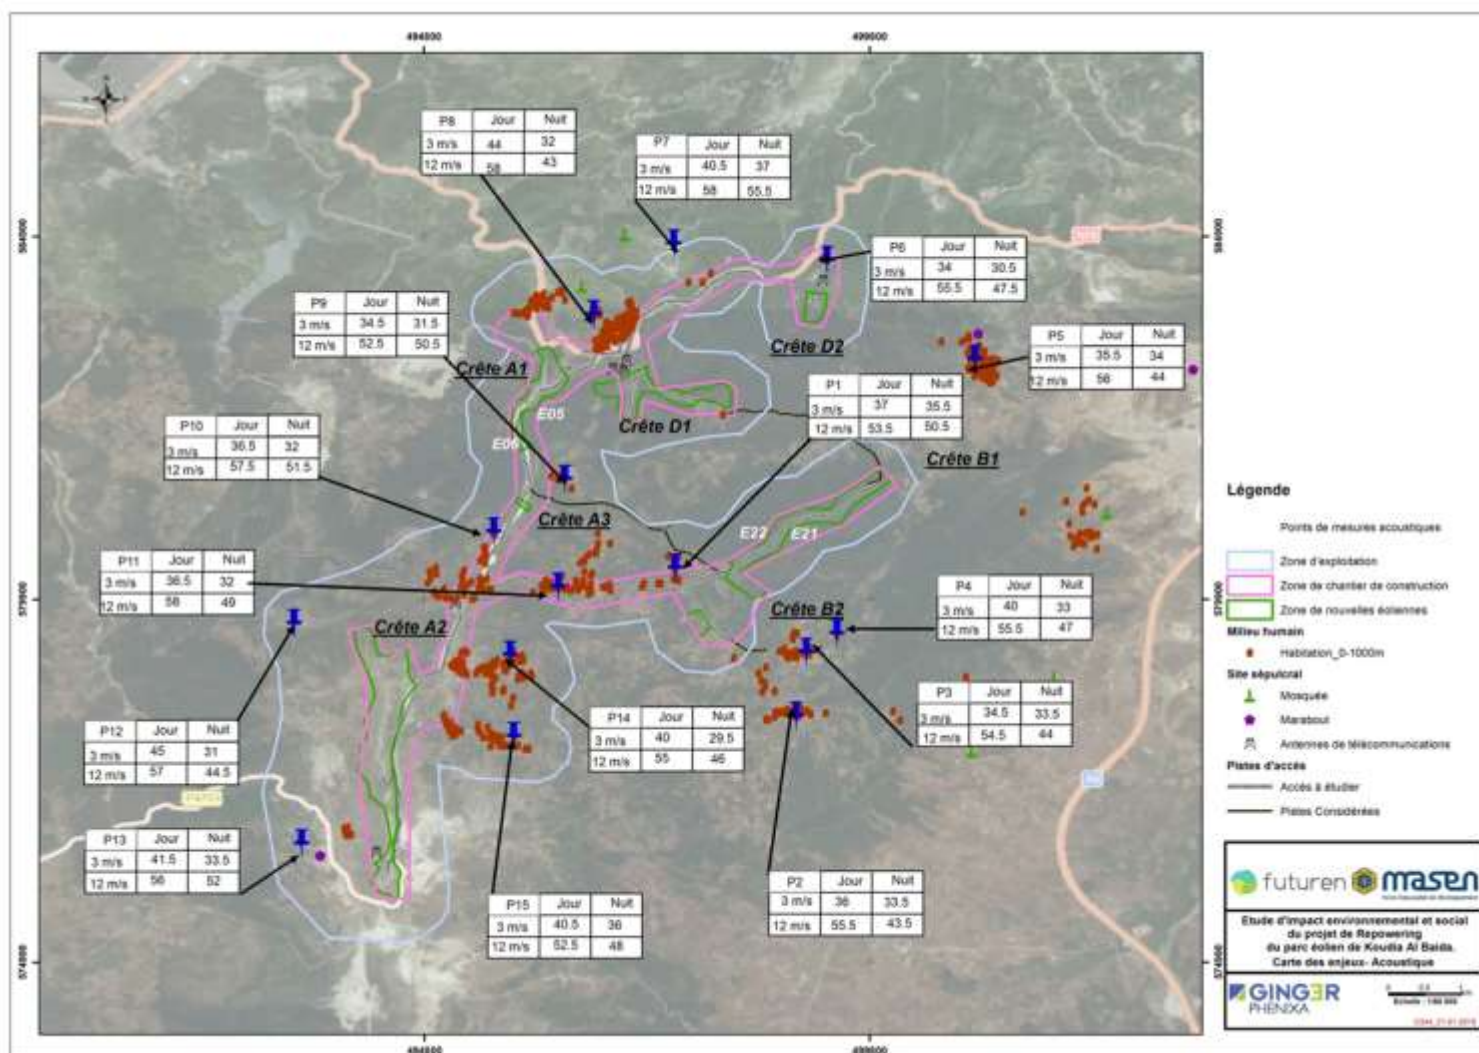 494900
499900
P8 Jour Nuit
3 m/s 44 32
12 m/s 58 43
P7 Jour Nuit
3 m/s 40.5 37
12 m/s 58 55.5
P6 Jour Nuit
3 m/s 34 30.5
12 m/s 55.5 47.5
P9 Jour Nuit
3 m/s 34.5 31.5
12 m/s 52.5 50.5
P5 Jour Nuit
3 m/s 35.5 34
12 m/s 56 44
Crête D2
Crête A1
P1 Jour Nuit
3 m/s 37 35.5
12 m/s 53.5 50.5
E05
Crête D1
P10 Jour Nuit
3 m/s 36.5 32
12 m/s 57.5 51.5
E06
Crête B1
Crête A3
E22
E21
P11 Jour Nuit
3 m/s 36.5 32
12 m/s 56 49
P4 Jour Nuit
3 m/s 40 33
12 m/s 55.5 47
Crête B2
Crête A2
P3 Jour Nuit
3 m/s 34.5 33.5
12 m/s 54.5 44
P14 Jour Nuit
3 m/s 40 29.5
12 m/s 55 46
P12 Jour Nuit
3 m/s 45 31
12 m/s 57 44.5
P13 Jour Nuit
3 m/s 41.5 33.5
12 m/s 56 52
P2 Jour Nuit
3 m/s 36 33.5
12 m/s 55.5 43.5
P15 Jour Nuit
3 m/s 40.5 36
12 m/s 52.5 48
Légende
Points de mesures acoustiques
Zone d'exploitation
Zone de chantier de construction
Zone de nouvelles éoliennes
Milieu humain
Habitation_0-1000m
Site sépulcral
Mosquée
Marabout
Antennes de télécommunications
Pistes d'accès
Accès à étudier
Pistes Considérées
futuren masen
Etude d'impact environnemental et social
du projet de Repowering
du parc éolien de Koudia Al Baida.
Carte des enjeux- Acoustique
GINGER
PHENIXA